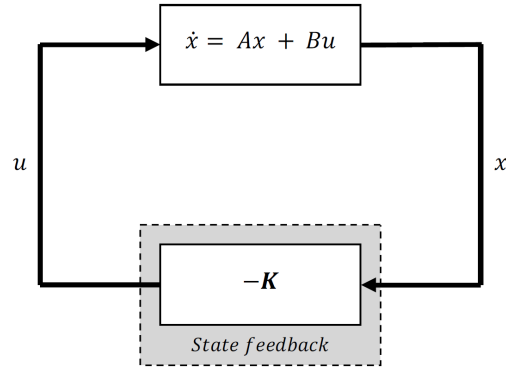 ẋ = Ax + Bu
u
x
−K
State feedback